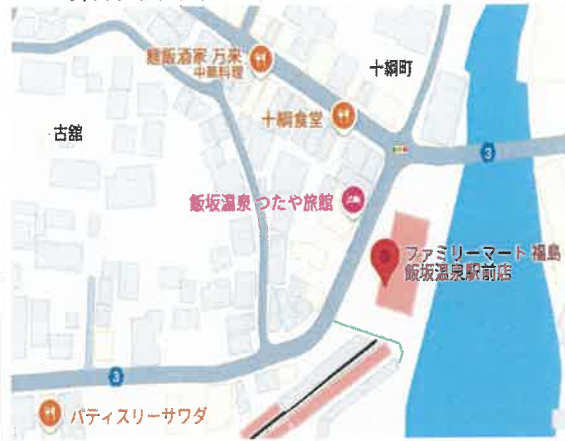 麺飯酒家 万来
中華料理
十綱町
十綱食堂
古舘
3
飯坂温泉 つたや旅館
ファミリーマート 福島
飯坂温泉駅前店
3
パティスリーサワダ